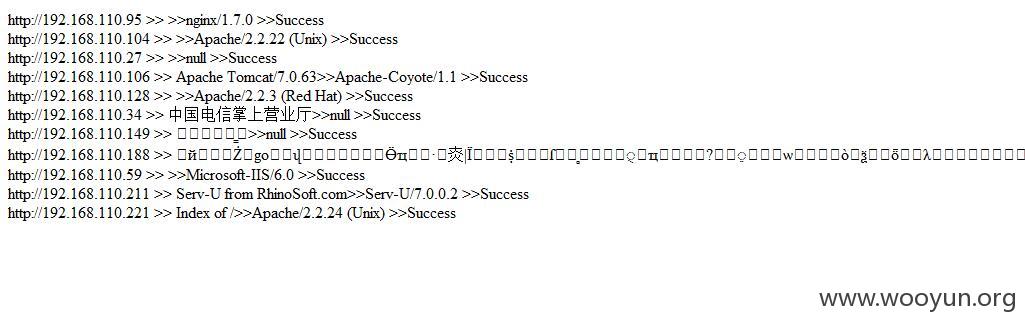 http://192.168.110.95 >> >>nginx/1.7.0 >>Success
http://192.168.110.104 >> >>Apache/2.2.22 (Unix) >>Success
http://192.168.110.27 >> >>null >>Success
http://192.168.110.106 >> Apache Tomcat/7.0.63>>Apache-Coyote/1.1 >>Success
http://192.168.110.128 >> >>Apache/2.2.3 (Red Hat) >>Success
http://192.168.110.34 >> 中国电信掌上营业厅>>null >>Success
http://192.168.110.149 >> >>null >>Success
http://192.168.110.188 >>
http://192.168.110.59 >> >>Microsoft-IIS/6.0 >>Success
http://192.168.110.211 >> Serv-U from RhinoSoft.com>>Serv-U/7.0.0.2 >>Success
http://192.168.110.221 >> Index of />>Apache/2.2.24 (Unix) >>Success
www.wooyun.org